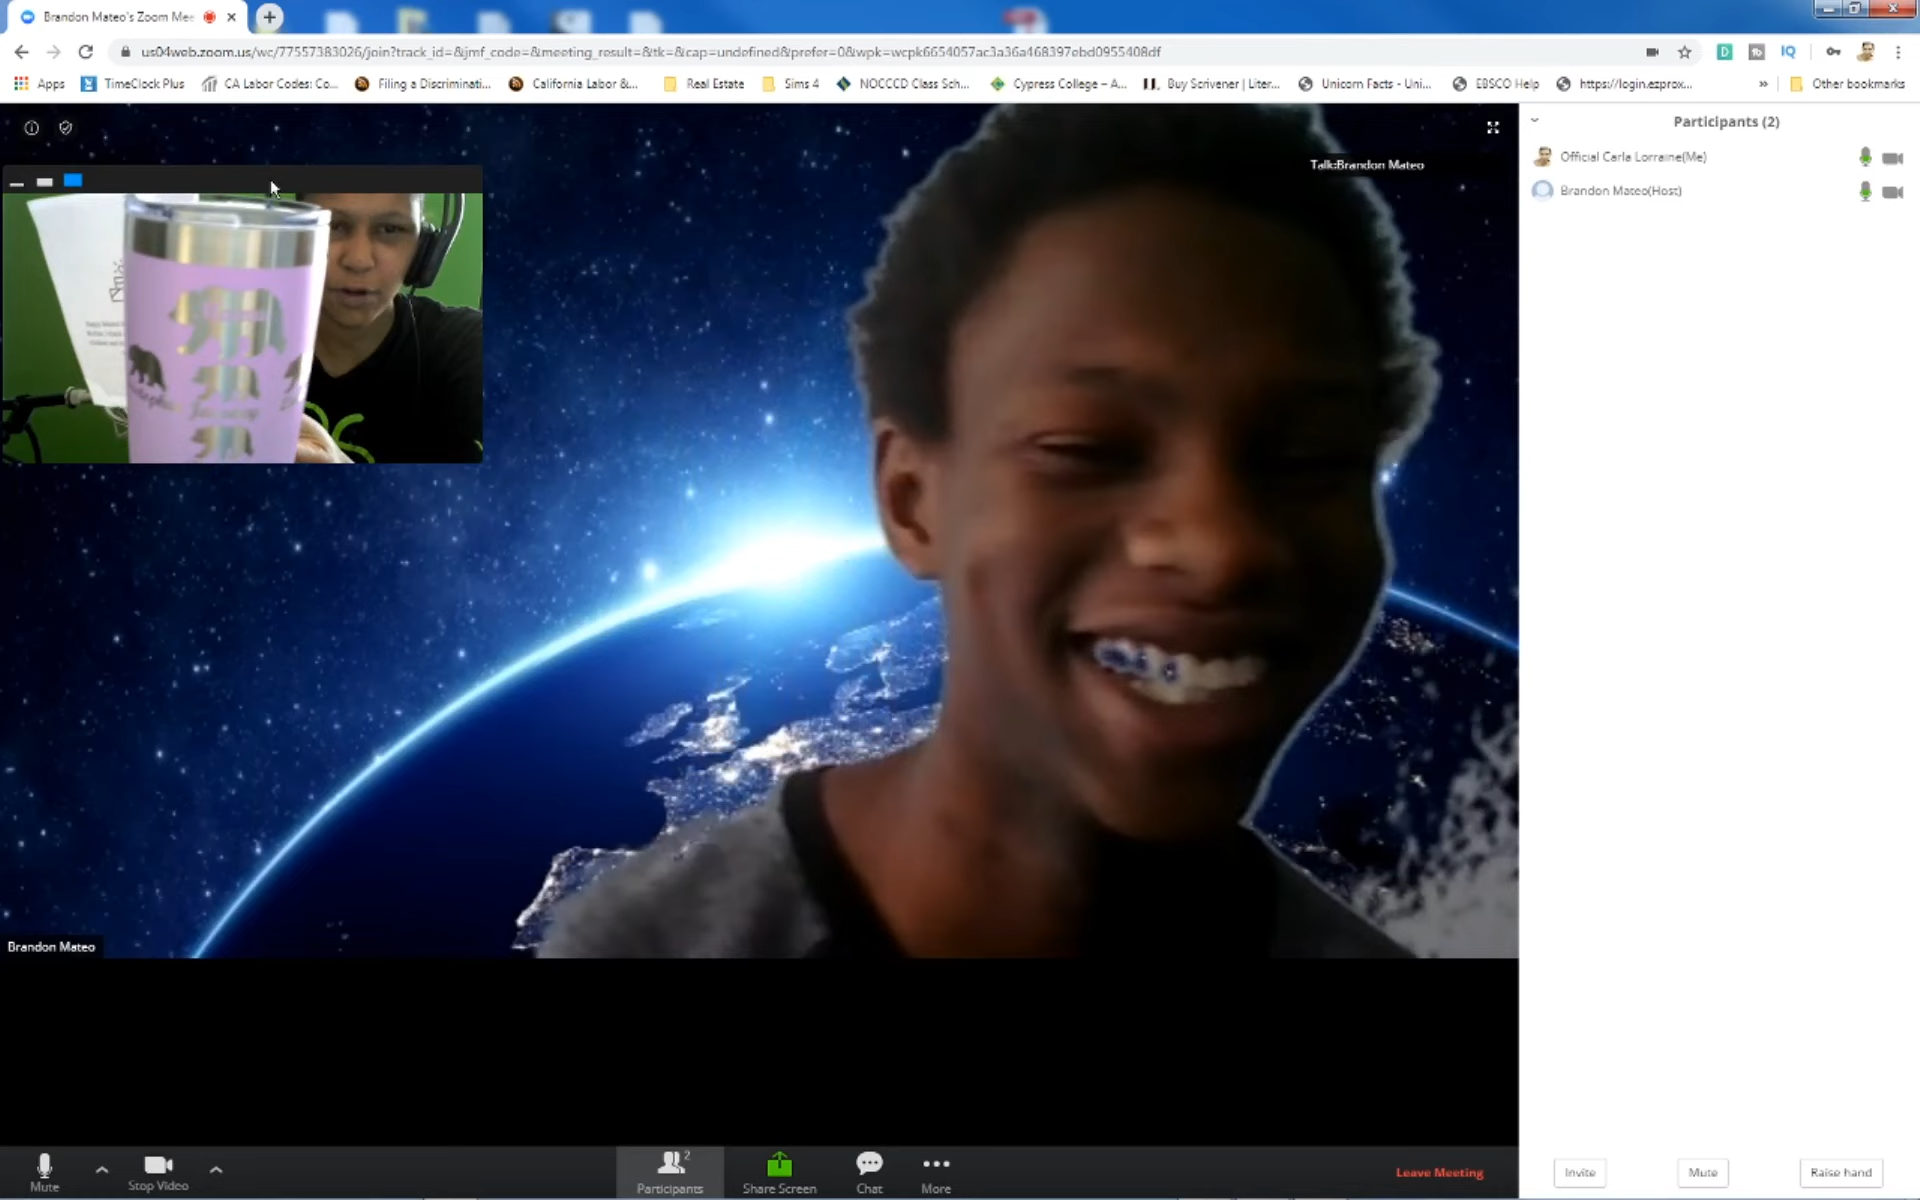 Brandon Mateo's Zoom Mee
us04web.zoom.us/wc/77557383026/join?track_id=&jmf_code=&meeting_result=&tk=&cap=undefined&prefer=0&wpk=wcpk6654057ac3a36a468397ebd0955408df
Apps TimeClock Plus CA Labor Codes: Co... Filing a Discriminati... California Labor &... Real Estate Sims 4 NOCCCD Class Sch... Cypress College – A... Buy Scrivener | Liter... Unicorn Facts - Uni... EBSCO Help https://login.ezprox... » Other bookmarks
Talk:Brandon Mateo
Participants (2)
Official Carla Lorraine(Me)
Brandon Mateo(Host)
Brandon Mateo
Mute
Stop Video
2
Participants
Share Screen
Chat
More
Leave Meeting
Invite
Mute
Raise hand